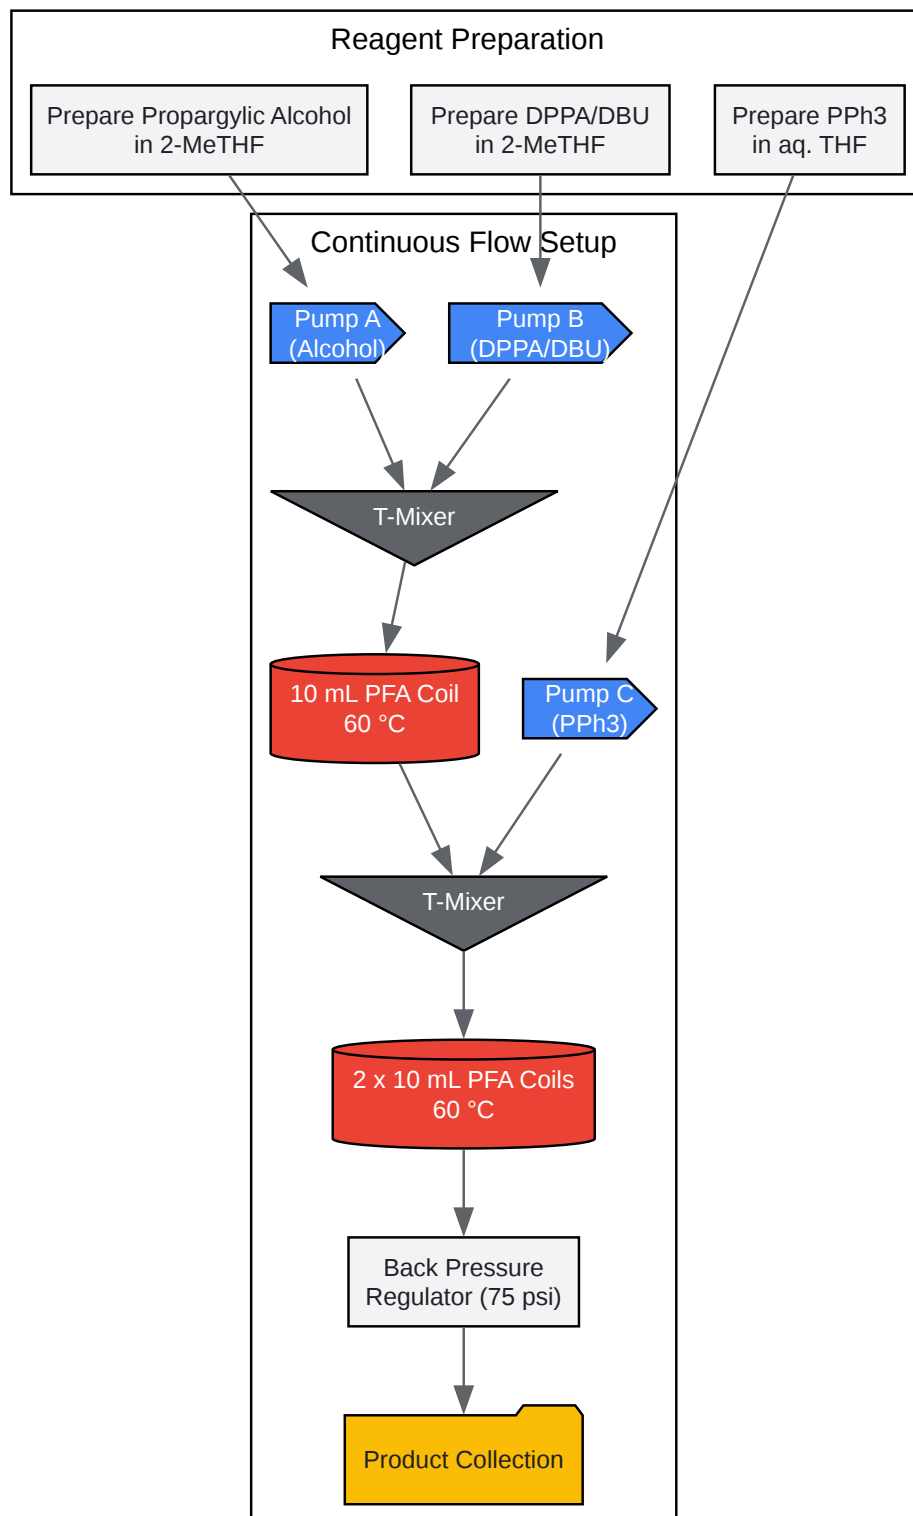 Reagent Preparation
Prepare Propargylic Alcohol
in 2-MeTHF
Prepare DPPA/DBU
in 2-MeTHF
Prepare PPh3
in aq. THF
Continuous Flow Setup
Pump A
(Alcohol)
Pump B
(DPPA/DBU)
T-Mixer
10 mL PFA Coil
60 °C
Pump C
(PPh3)
T-Mixer
2 x 10 mL PFA Coils
60 °C
Back Pressure
Regulator (75 psi)
Product Collection